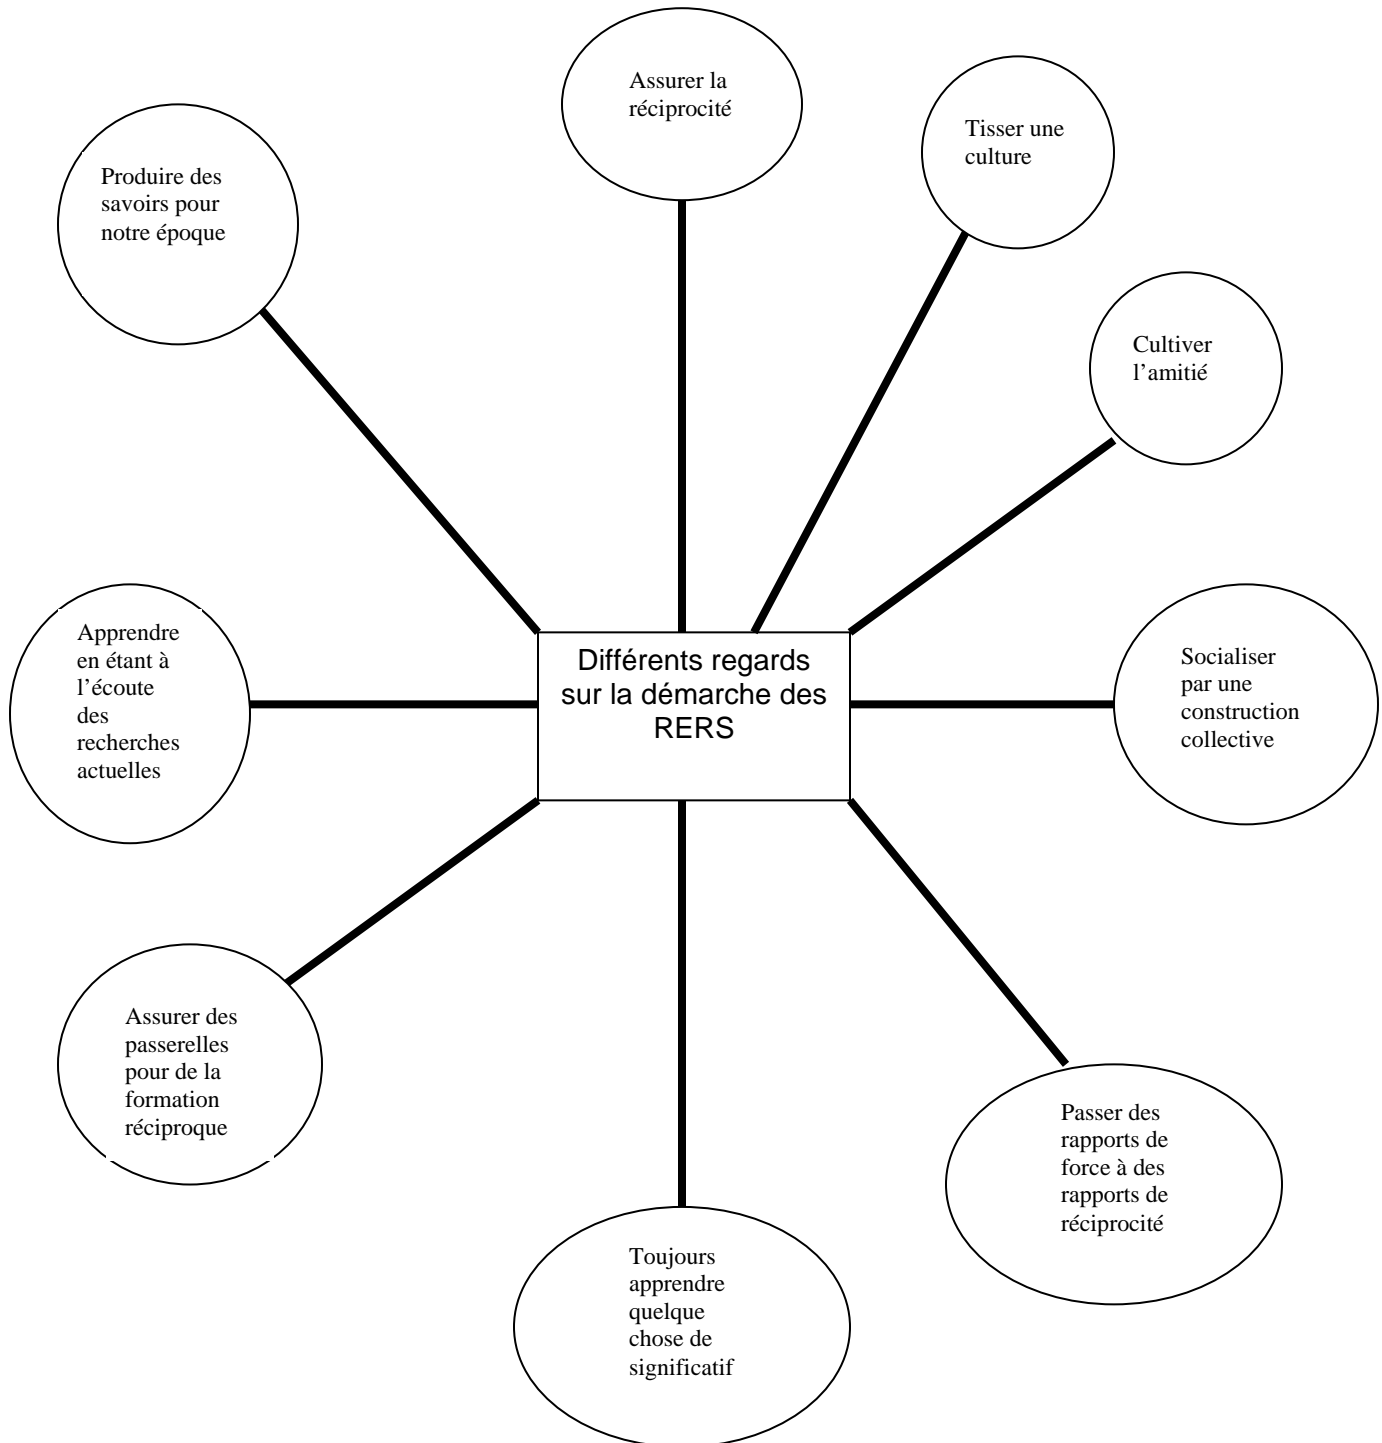 Assurer la
réciprocité
Tisser une
culture
Produire des
savoirs pour
notre époque
Cultiver
l’amitié
Apprendre
en étant à
l’écoute
des
recherches
actuelles
Différents regards
sur la démarche des
RERS
Socialiser
par une
construction
collective
Assurer des
passerelles
pour de la
formation
réciproque
Passer des
rapports de
force à des
rapports de
réciprocité
Toujours
apprendre
quelque
chose de
significatif